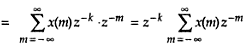 = ∑_{m=-∞}^{∞} x(m) z^{-k} · z^{-m} = z^{-k} ∑_{m=-∞}^{∞} x(m) z^{-m}